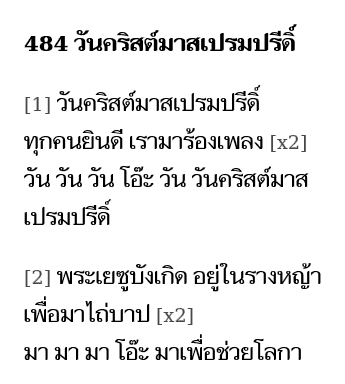 484 วันคริสต์มาสเปรมปรีดิ์
[1] วันคริสต์มาสเปรมปรีดิ์
ทุกคนยินดี เรามาร้องเพลง [x2]
วัน วัน วัน โอ๊ะ วัน วันคริสต์มาส
เปรมปรีดิ์
[2] พระเยซูบังเกิด อยู่ในรางหญ้า
เพื่อมาไถ่บาป [x2]
มา มา มา โอ๊ะ มาเพื่อช่วยโลกา